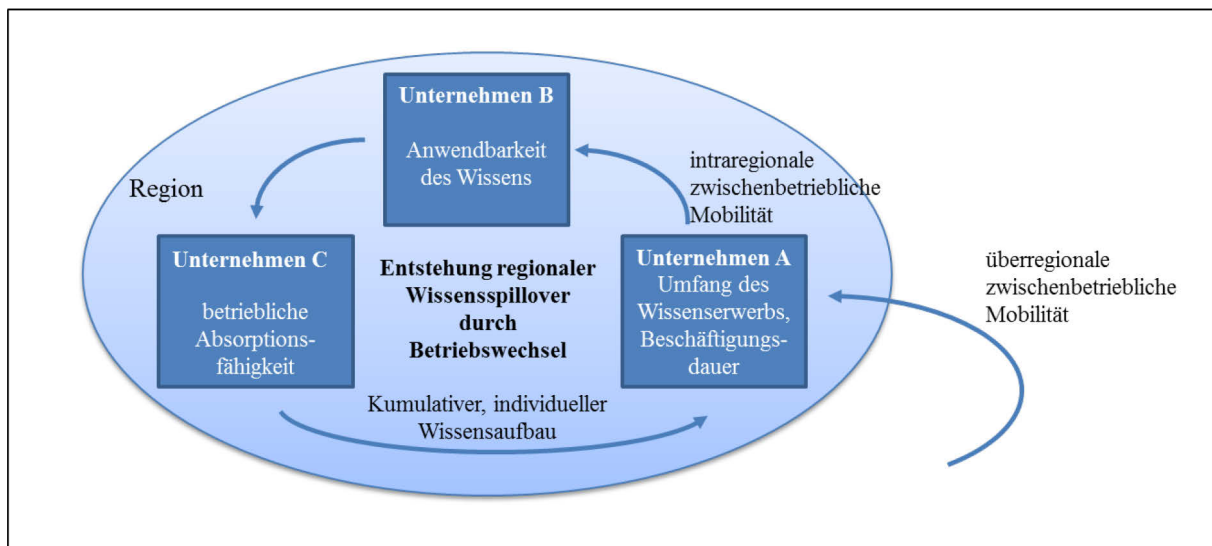 Unternehmen B
Anwendbarkeit
des Wissens
intraregionale
zwischenbetriebliche
Mobilität
Region
Unternehmen C
betriebliche
Absorptions-
fähigkeit
Entstehung regionaler
Wissensspillover
durch
Betriebswechsel
Unternehmen A
Umfang des
Wissenserwerbs,
Beschäftigungs-
dauer
überregionale
zwischenbetriebliche
Mobilität
Kumulativer, individueller
Wissensaufbau